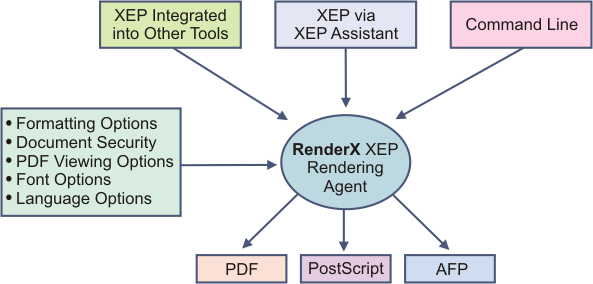 XEP Integrated
into Other Tools
XEP via
XEP Assistant
Command Line
• Formatting Options
• Document Security
• PDF Viewing Options
• Font Options
• Language Options
RenderX XEP
Rendering
Agent
PDF
PostScript
AFP